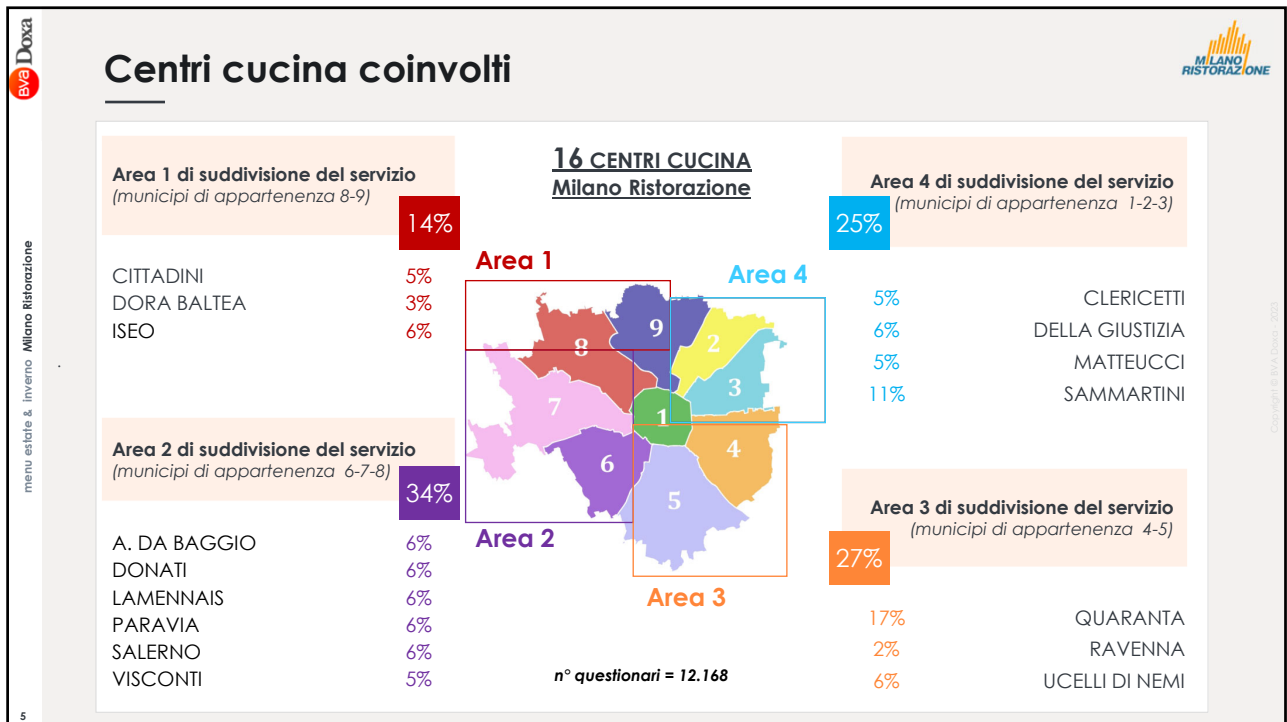 BVA Doxa
menu estate & inverno Milano Ristorazione
5
Centri cucina coinvolti
MILANO
RISTORAZIONE
Area 1 di suddivisione del servizio
(municipi di appartenenza 8-9)
14%
CITTADINI 5%
DORA BALTEA 3%
ISEO 6%
Area 2 di suddivisione del servizio
(municipi di appartenenza 6-7-8)
34%
A. DA BAGGIO 6%
DONATI 6%
LAMENNAIS 6%
PARAVIA 6%
SALERNO 6%
VISCONTI 5%
16 CENTRI CUCINA
Milano Ristorazione
Area 1
Area 4
9
8
2
3
7
1
4
6
5
Area 2
Area 3
n° questionari = 12.168
Area 4 di suddivisione del servizio
(municipi di appartenenza 1-2-3)
25%
5% CLERICETTI
6% DELLA GIUSTIZIA
5% MATTEUCCI
11% SAMMARTINI
Area 3 di suddivisione del servizio
(municipi di appartenenza 4-5)
27%
17% QUARANTA
2% RAVENNA
6% UCELLI DI NEMI
Copyright © BVA Doxa - 2023